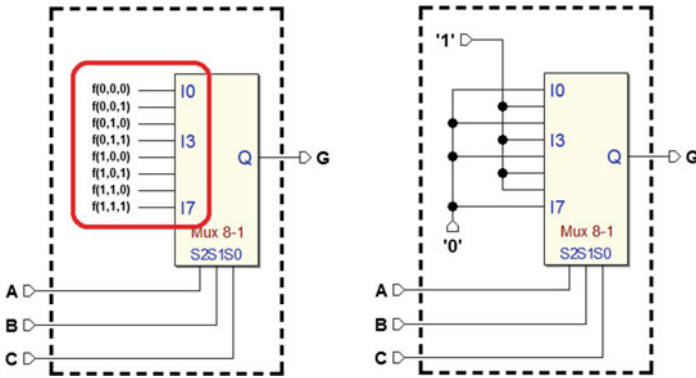 f(0,0,0)
f(0,0,1)
f(0,1,0)
f(0,1,1)
f(1,0,0)
f(1,0,1)
f(1,1,0)
f(1,1,1)
I0
I3
I7
Q
G
Mux 8-1
S2S1S0
A
B
C
'1'
I0
I3
I7
Q
G
'0'
Mux 8-1
S2S1S0
A
B
C